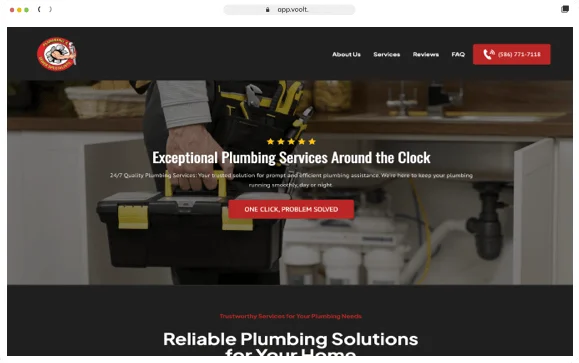 app.voolt.
About Us Services Reviews FAQ (586) 771-7118
Exceptional Plumbing Services Around the Clock
24/7 Quality Plumbing Services: Your trusted solution for prompt and efficient plumbing assistance. We're here to keep your plumbing
running smoothly, day or night.
ONE CLICK, PROBLEM SOLVED
Trustworthy Services for Your Plumbing Needs
Reliable Plumbing Solutions
for Your Home